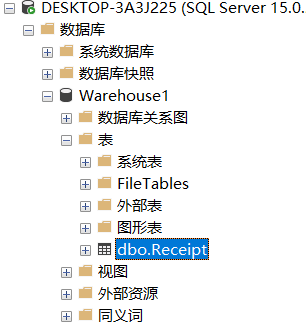 DESKTOP-3A3J225 (SQL Server 15.0.
数据库
系统数据库
数据库快照
Warehouse1
数据库关系图
表
系统表
FileTables
外部表
图形表
dbo.Receipt
视图
外部资源
同义词